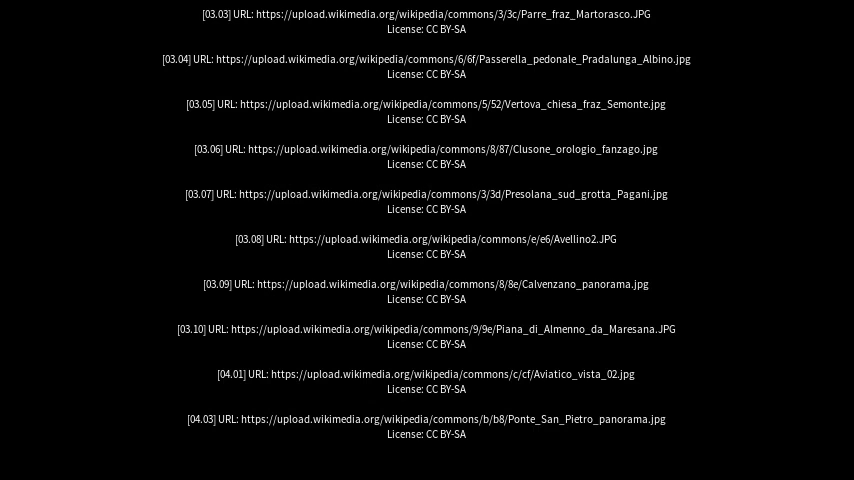 [03.03] URL: https://upload.wikimedia.org/wikipedia/commons/3/3c/Parre_fraz_Martorasco.JPG
License: CC BY-SA
[03.04] URL: https://upload.wikimedia.org/wikipedia/commons/6/6f/Passerella_pedonale_Pradalunga_Albino.jpg
License: CC BY-SA
[03.05] URL: https://upload.wikimedia.org/wikipedia/commons/5/52/Vertova_chiesa_fraz_Semonte.jpg
License: CC BY-SA
[03.06] URL: https://upload.wikimedia.org/wikipedia/commons/8/87/Clusone_orologio_fanzago.jpg
License: CC BY-SA
[03.07] URL: https://upload.wikimedia.org/wikipedia/commons/3/3d/Presolana_sud_grotta_Pagani.jpg
License: CC BY-SA
[03.08] URL: https://upload.wikimedia.org/wikipedia/commons/e/e6/Avellino2.JPG
License: CC BY-SA
[03.09] URL: https://upload.wikimedia.org/wikipedia/commons/8/8e/Calvenzano_panorama.jpg
License: CC BY-SA
[03.10] URL: https://upload.wikimedia.org/wikipedia/commons/9/9e/Piana_di_Almenno_da_Maresana.JPG
License: CC BY-SA
[04.01] URL: https://upload.wikimedia.org/wikipedia/commons/c/cf/Aviatico_vista_02.jpg
License: CC BY-SA
[04.03] URL: https://upload.wikimedia.org/wikipedia/commons/b/b8/Ponte_San_Pietro_panorama.jpg
License: CC BY-SA